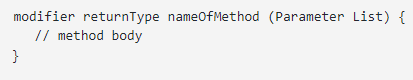 modifier returnType nameOfMethod (Parameter List) {
   // method body
}